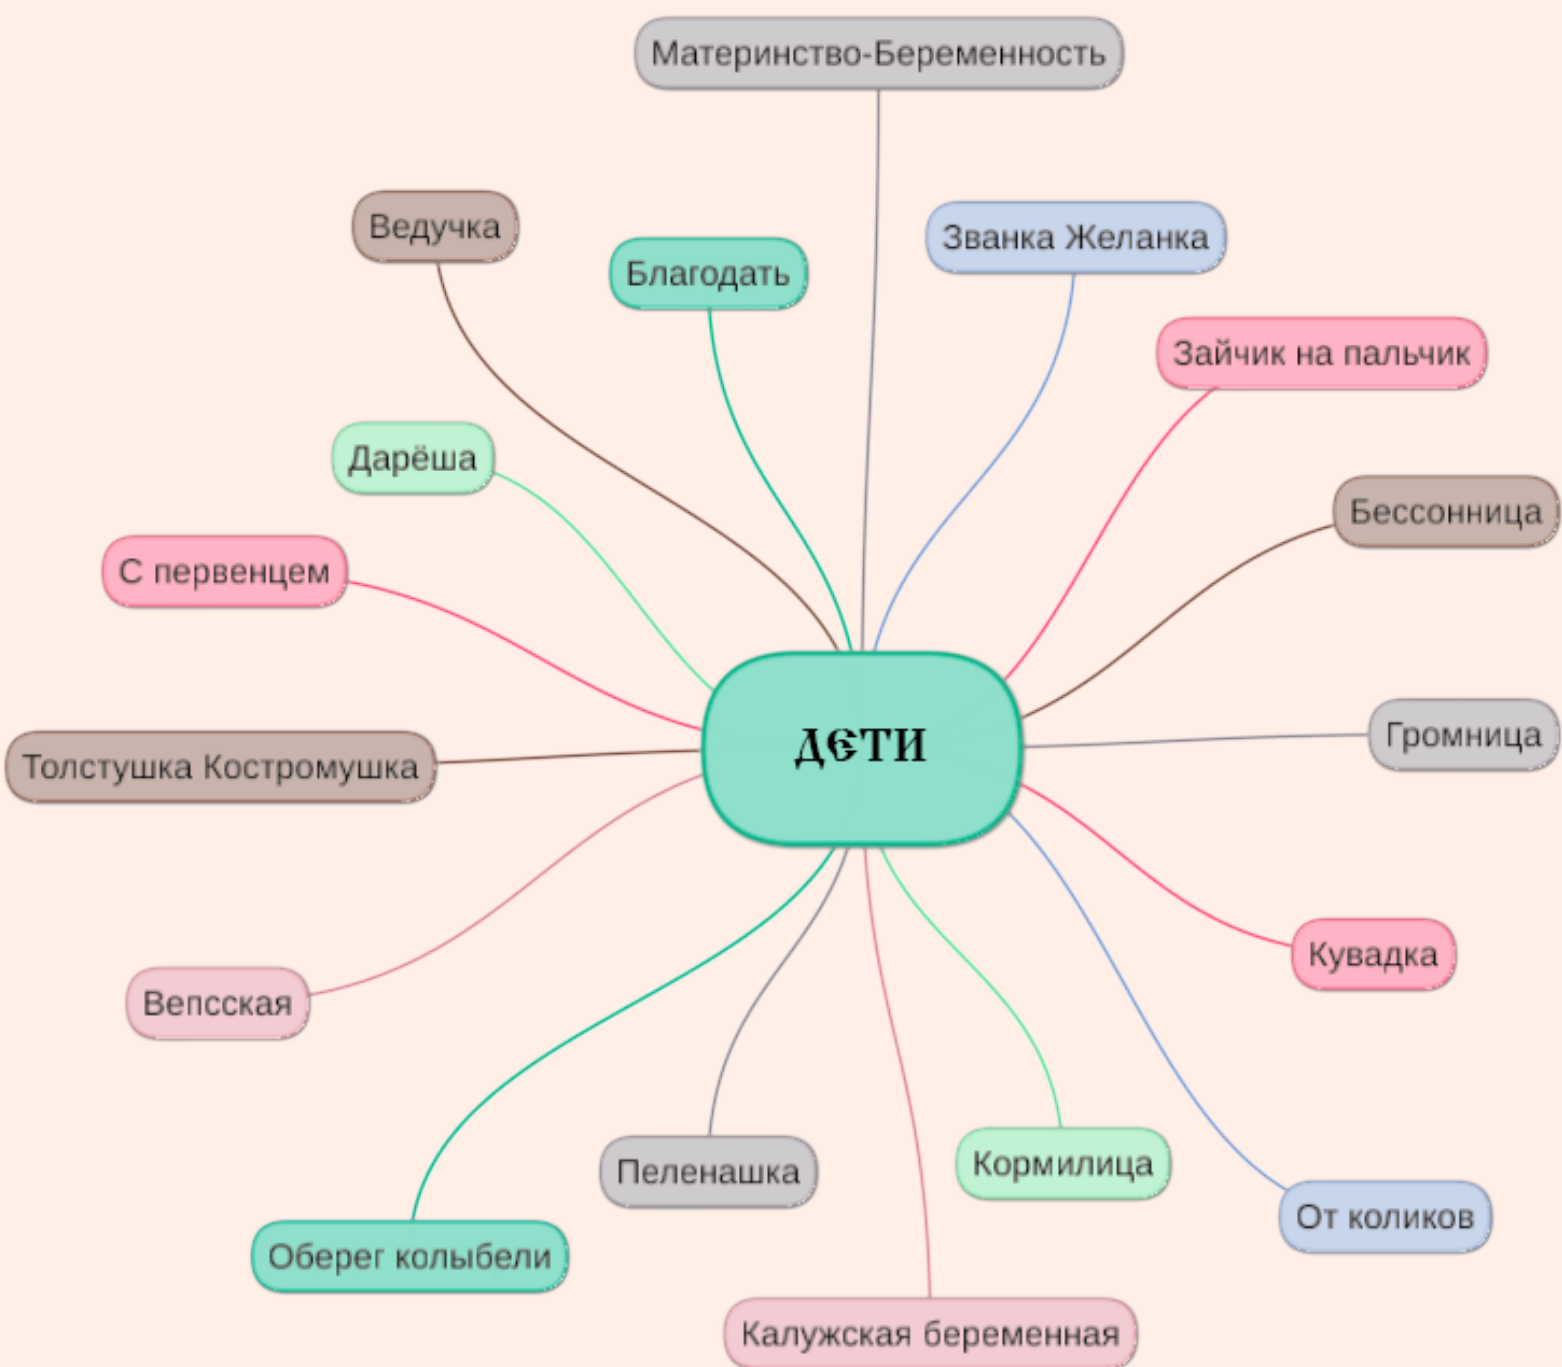 Материнство-Беременность
Ведучка
Благодать
Званка Желанка
Зайчик на пальчик
Дарёша
Бессонница
С первенцем
Громница
ДЕТИ
Толстушка Костромушка
Кувадка
Вепсская
Кормилица
Пеленашка
От коликов
Оберег колыбели
Калужская беременная